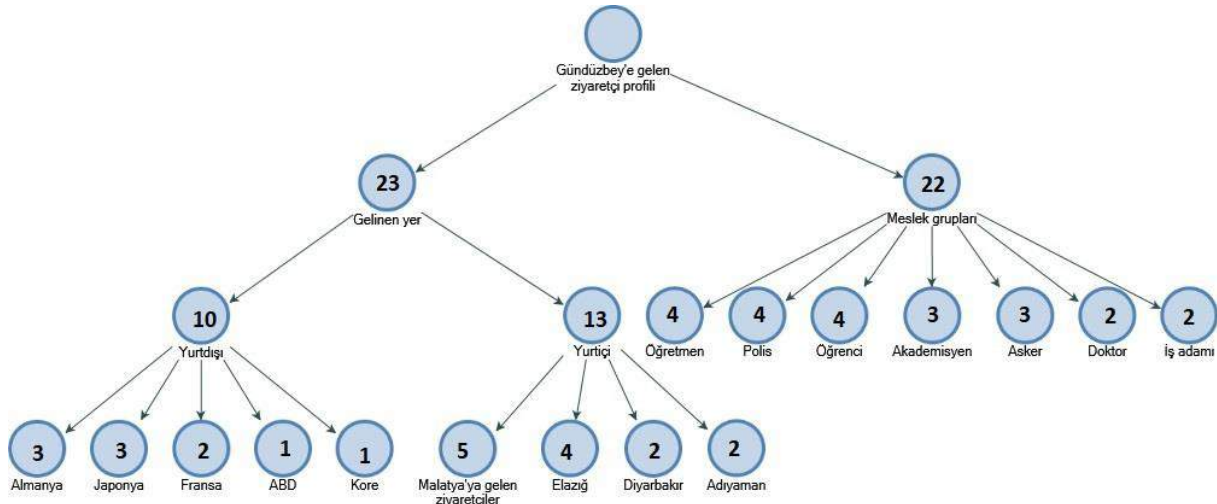 Gündüzbey'e gelen
ziyaretçi profili
23
Gelinen yer
22
Meslek grupları
10
Yurtdışı
13
Yurtiçi
4
Öğretmen
4
Polis
4
Öğrenci
3
Akademisyen
3
Asker
2
Doktor
2
İş adamı
3
Almanya
3
Japonya
2
Fransa
1
ABD
1
Kore
5
Malatya'ya gelen
ziyaretçiler
4
Elazığ
2
Diyarbakır
2
Adıyaman